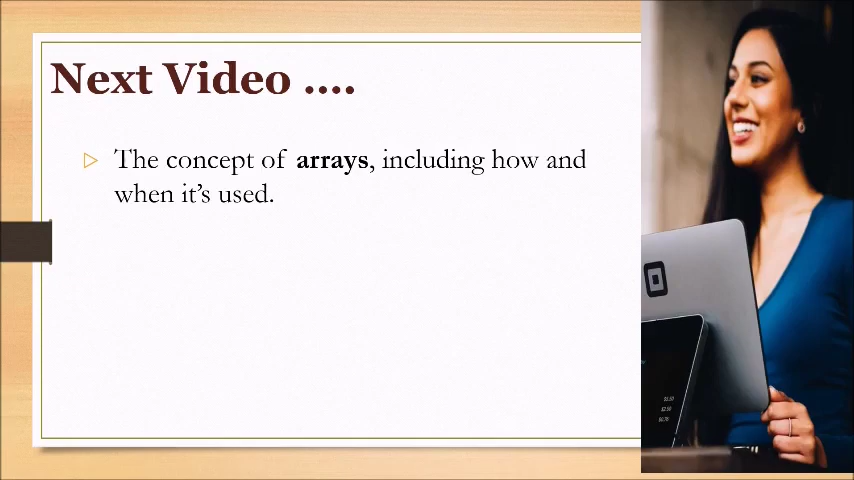 Next Video ....
The concept of arrays, including how and
when it's used.